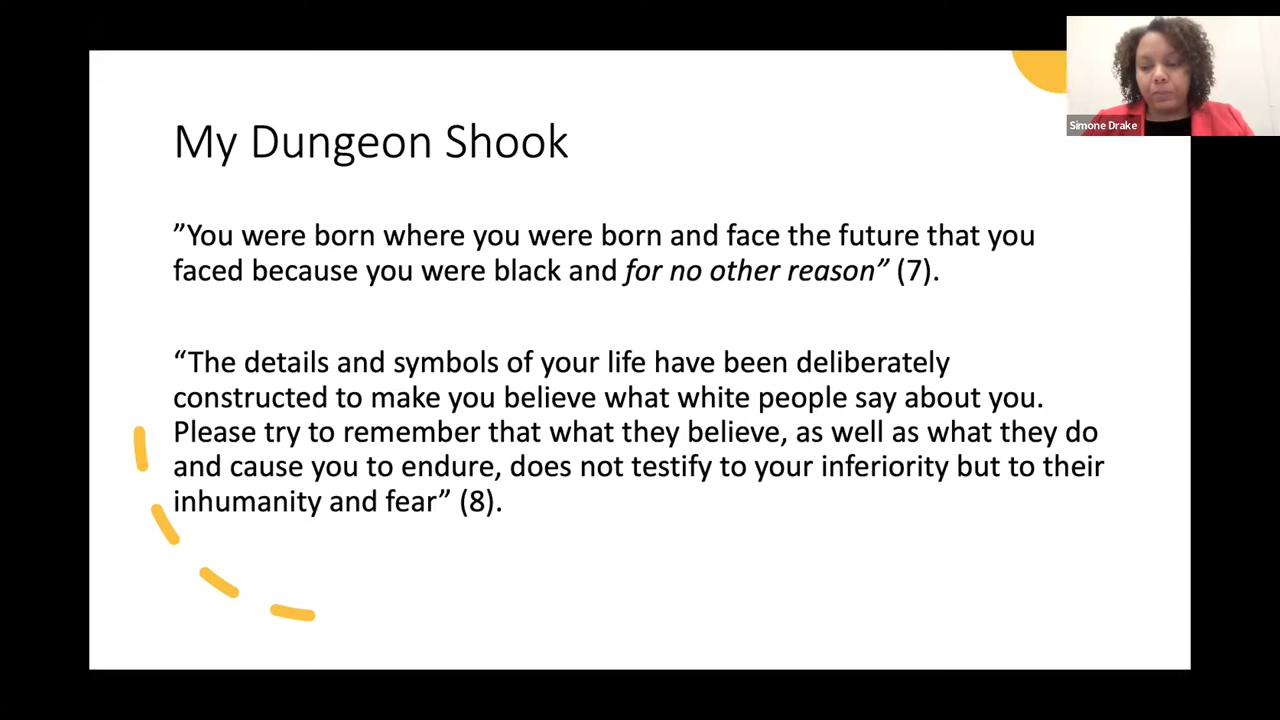 My Dungeon Shook
”You were born where you were born and face the future that you
faced because you were black and for no other reason” (7).
“The details and symbols of your life have been deliberately
constructed to make you believe what white people say about you.
Please try to remember that what they believe, as well as what they do
and cause you to endure, does not testify to your inferiority but to their
inhumanity and fear” (8).
Simone Drake